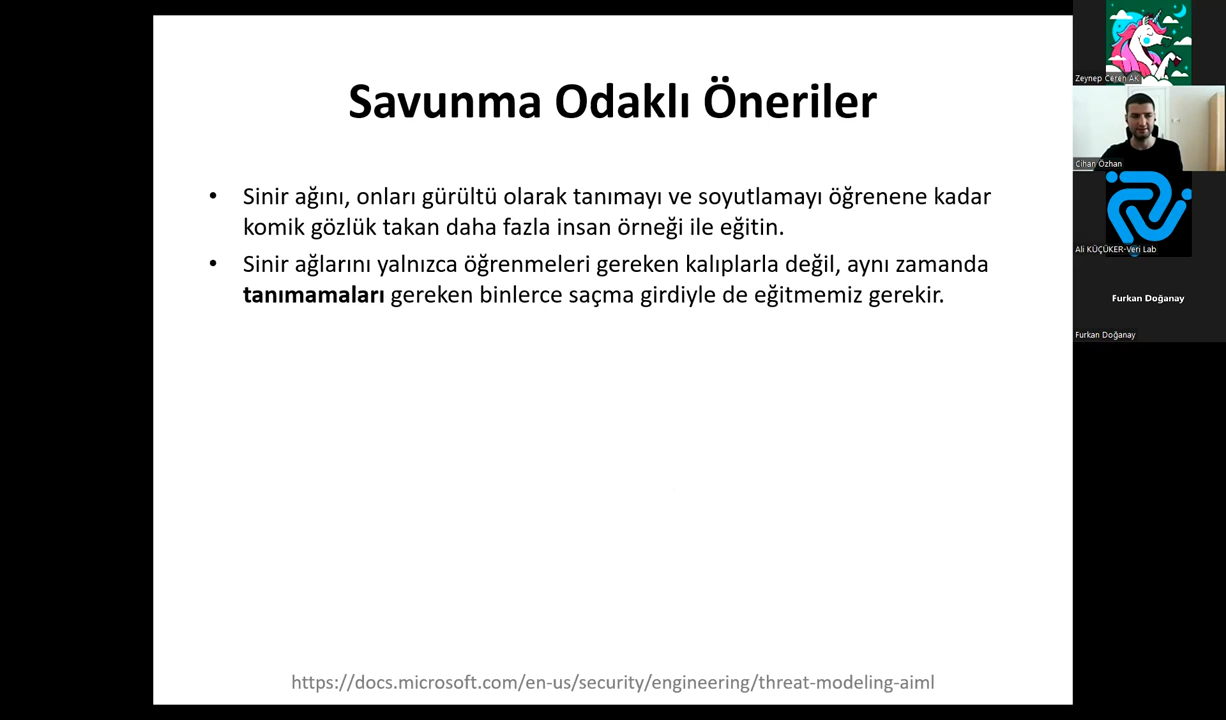 Savunma Odaklı Öneriler
• Sinir ağını, onları gürültü olarak tanımayı ve soyutlamayı öğrenene kadar
komik gözlük takan daha fazla insan örneği ile eğitin.
• Sinir ağlarını yalnızca öğrenmeleri gereken kalıplarla değil, aynı zamanda
tanımamaları gereken binlerce saçma girdiyle de eğitmemiz gerekir.
https://docs.microsoft.com/en-us/security/engineering/threat-modeling-aiml
Zeynep Ceren AK
Cihan Özhan
Ali KÜÇÜKER-Veri Lab
Furkan Doğanay
Furkan Doğanay